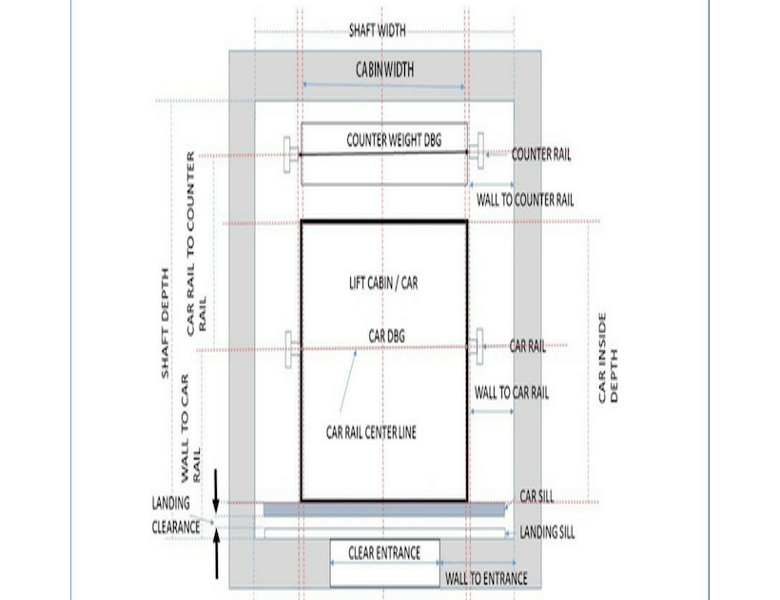 SHAFT WIDTH
CABIN WIDTH
COUNTER WEIGHT DBG
COUNTER RAIL
WALL TO COUNTER RAIL
CAR RAIL TO COUNTER
RAIL
SHAFT DEPTH
LIFT CABIN / CAR
CAR DBG
CAR RAIL
CAR INSIDE
DEPTH
WALL TO CAR
RAIL
WALL TO CAR RAIL
CAR RAIL CENTER LINE
CAR SILL
LANDING
CLEARANCE
LANDING SILL
CLEAR ENTRANCE
WALL TO ENTRANCE